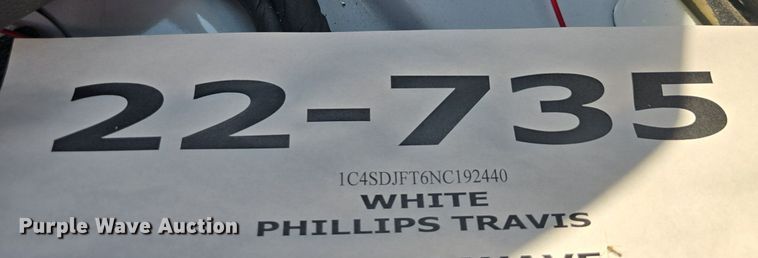 22-735
1C4SDJFT6NC192440
WHITE
PHILLIPS TRAVIS
Purple Wave Auction